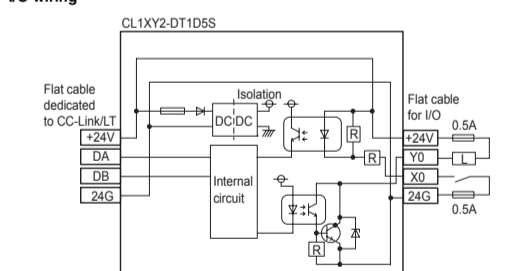 CL1XY2-DT1D5S
Flat cable
dedicated
to CC-Link/LT
Isolation
DC DC
Flat cable
for I/O
+24V
DA
DB
24G
Internal
circuit
R
R
R
+24V
Y0
X0
24G
0.5A
L
0.5A